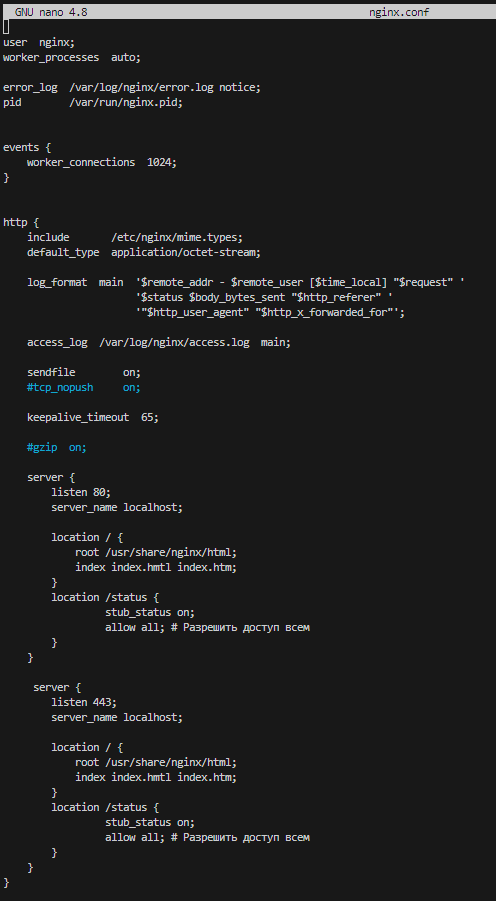 GNU nano 4.8 nginx.conf
user  nginx;
worker_processes  auto;
error_log  /var/log/nginx/error.log notice;
pid        /var/run/nginx.pid;
events {
    worker_connections  1024;
}
http {
    include       /etc/nginx/mime.types;
    default_type  application/octet-stream;
    log_format  main  '$remote_addr - $remote_user [$time_local] "$request" '
                      '$status $body_bytes_sent "$http_referer" '
                      '"$http_user_agent" "$http_x_forwarded_for"';
    access_log  /var/log/nginx/access.log  main;
    sendfile        on;
    #tcp_nopush     on;
    keepalive_timeout  65;
    #gzip  on;
    server {
        listen 80;
        server_name localhost;
        location / {
            root /usr/share/nginx/html;
            index index.hmtl index.htm;
        }
        location /status {
                 stub_status on;
                 allow all; # Разрешить доступ всем
        }
    }
     server {
        listen 443;
        server_name localhost;
        location / {
            root /usr/share/nginx/html;
            index index.hmtl index.htm;
        }
        location /status {
                 stub_status on;
                 allow all; # Разрешить доступ всем
        }
    }
}